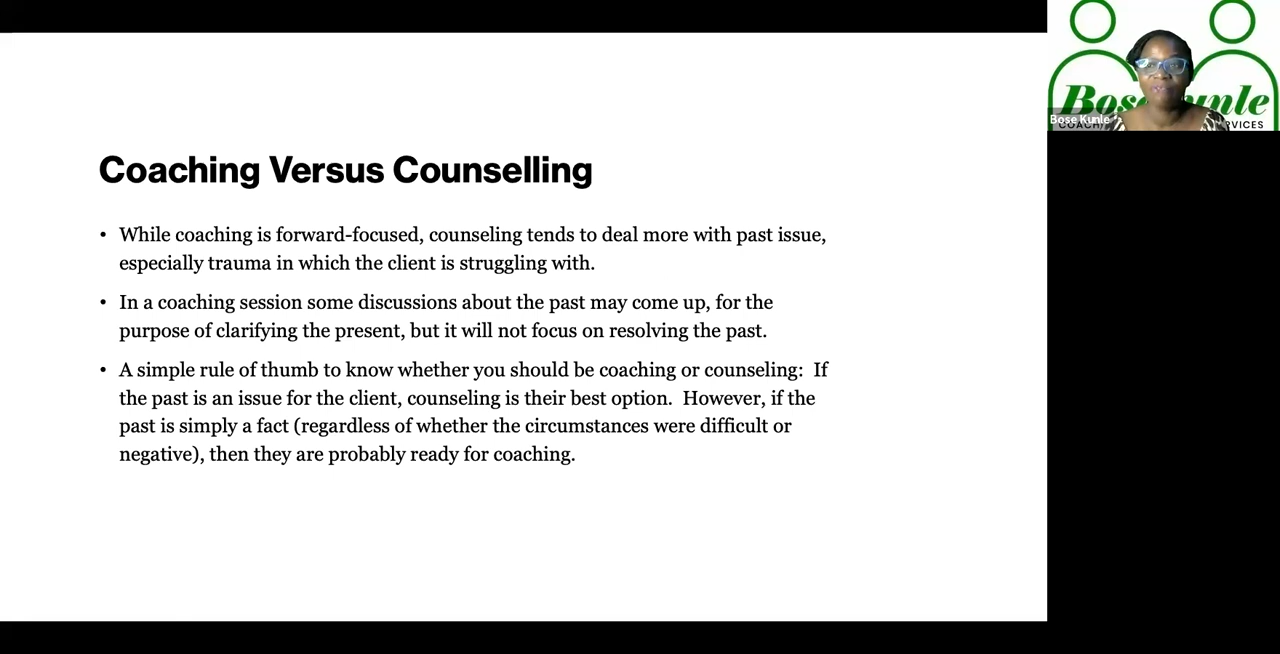 Coaching Versus Counselling
• While coaching is forward-focused, counseling tends to deal more with past issue,
especially trauma in which the client is struggling with.
• In a coaching session some discussions about the past may come up, for the
purpose of clarifying the present, but it will not focus on resolving the past.
• A simple rule of thumb to know whether you should be coaching or counseling:  If
the past is an issue for the client, counseling is their best option.  However, if the
past is simply a fact (regardless of whether the circumstances were difficult or
negative), then they are probably ready for coaching.
Bose Kunle